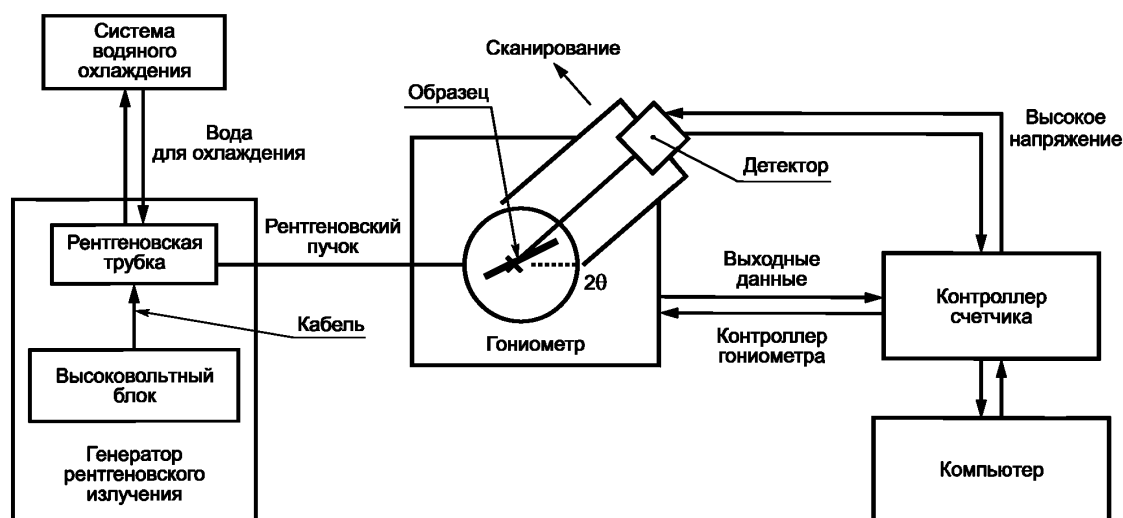 Система
водяного
охлаждения
Вода
для охлаждения
Рентгеновская
трубка
Кабель
Высоковольтный
блок
Генератор
рентгеновского
излучения
Рентгеновский
пучок
Сканирование
Образец
Детектор
2θ
Гониометр
Высокое
напряжение
Выходные
данные
Контроллер
гониометра
Контроллер
счетчика
Компьютер